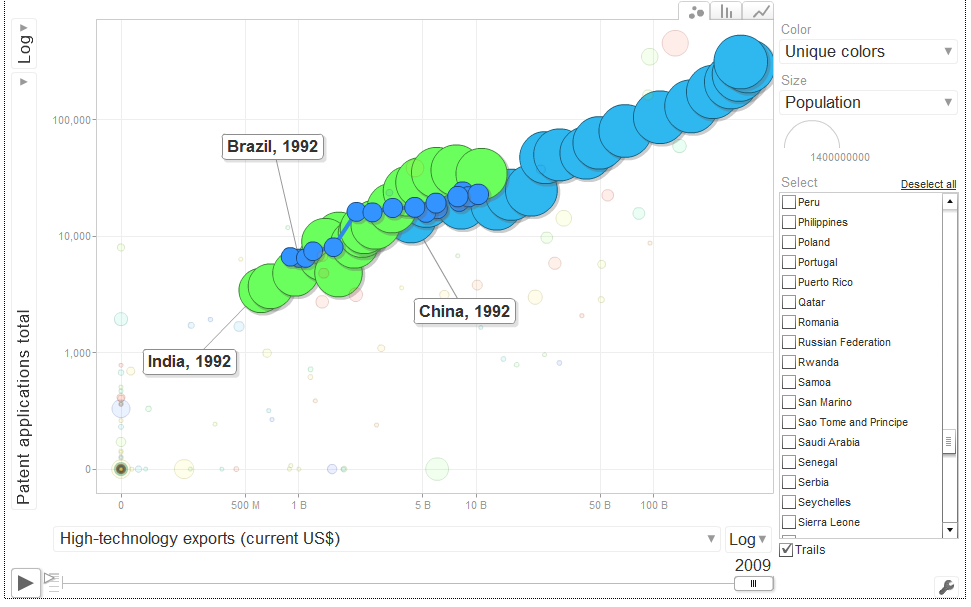 Log
Patent applications total
100,000
10,000
1,000
0
Brazil, 1992
China, 1992
India, 1992
0
500 M
1 B
5 B
10 B
50 B
100 B
High-technology exports (current US$)
Log
2009
Color
Unique colors
Size
Population
1400000000
Select
Deselect all
Peru
Philippines
Poland
Portugal
Puerto Rico
Qatar
Romania
Russian Federation
Rwanda
Samoa
San Marino
Sao Tome and Principe
Saudi Arabia
Senegal
Serbia
Seychelles
Sierra Leone
Trails